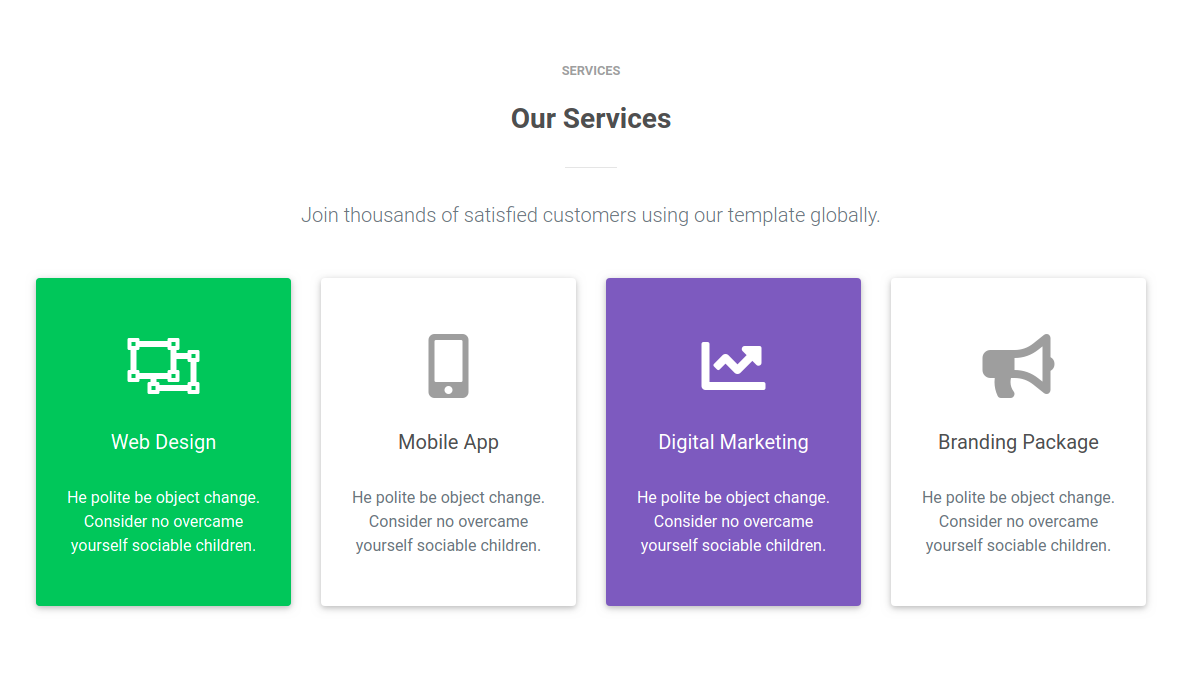 SERVICES
Our Services
Join thousands of satisfied customers using our template globally.
Web Design
He polite be object change.
Consider no overcame
yourself sociable children.
Mobile App
He polite be object change.
Consider no overcame
yourself sociable children.
Digital Marketing
He polite be object change.
Consider no overcame
yourself sociable children.
Branding Package
He polite be object change.
Consider no overcame
yourself sociable children.